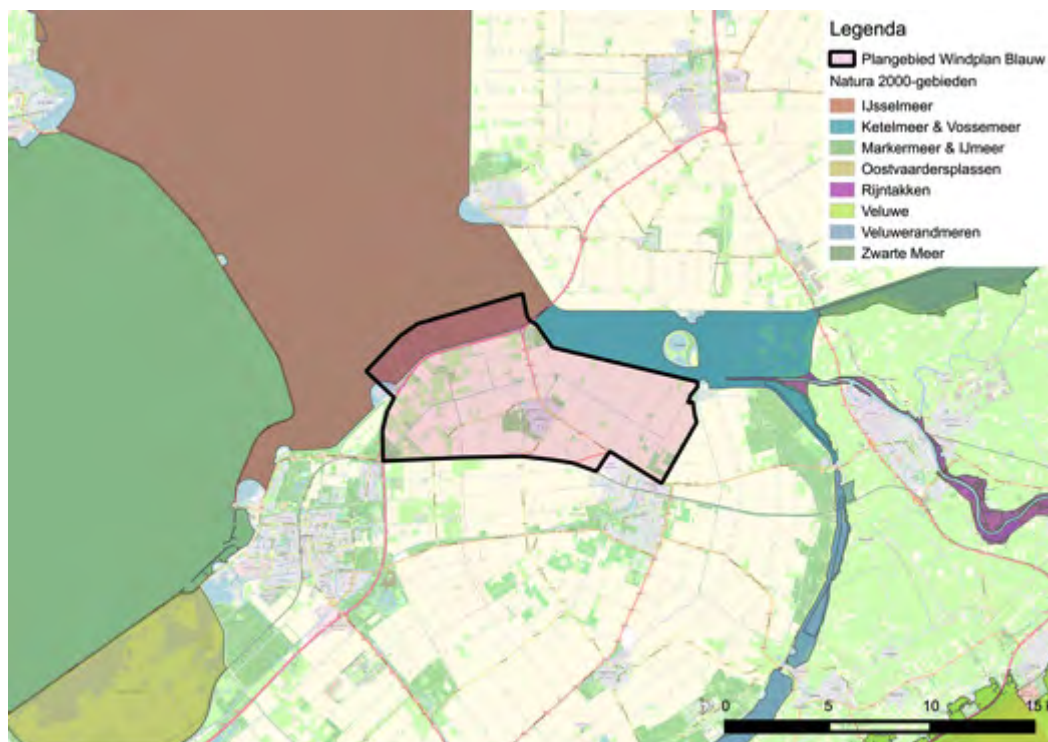 Legenda
Plangebied Windplan Blauw
Natura 2000-gebieden
IJsselmeer
Ketelmeer & Vossemeer
Markermeer & IJmeer
Oostvaardersplassen
Rijntakken
Veluwe
Veluwerandmeren
Zwarte Meer
0 5 10 15